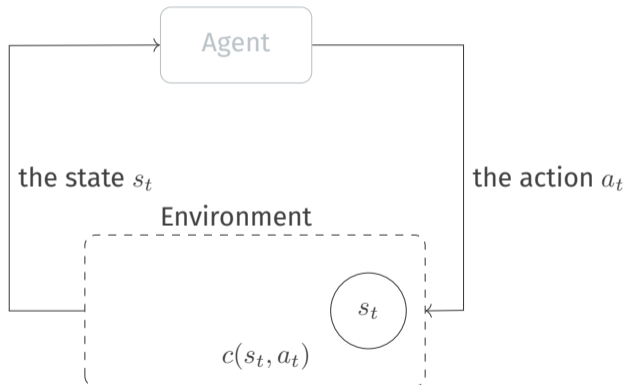 Agent
the state s_t
the action a_t
Environment
s_t
c(s_t, a_t)